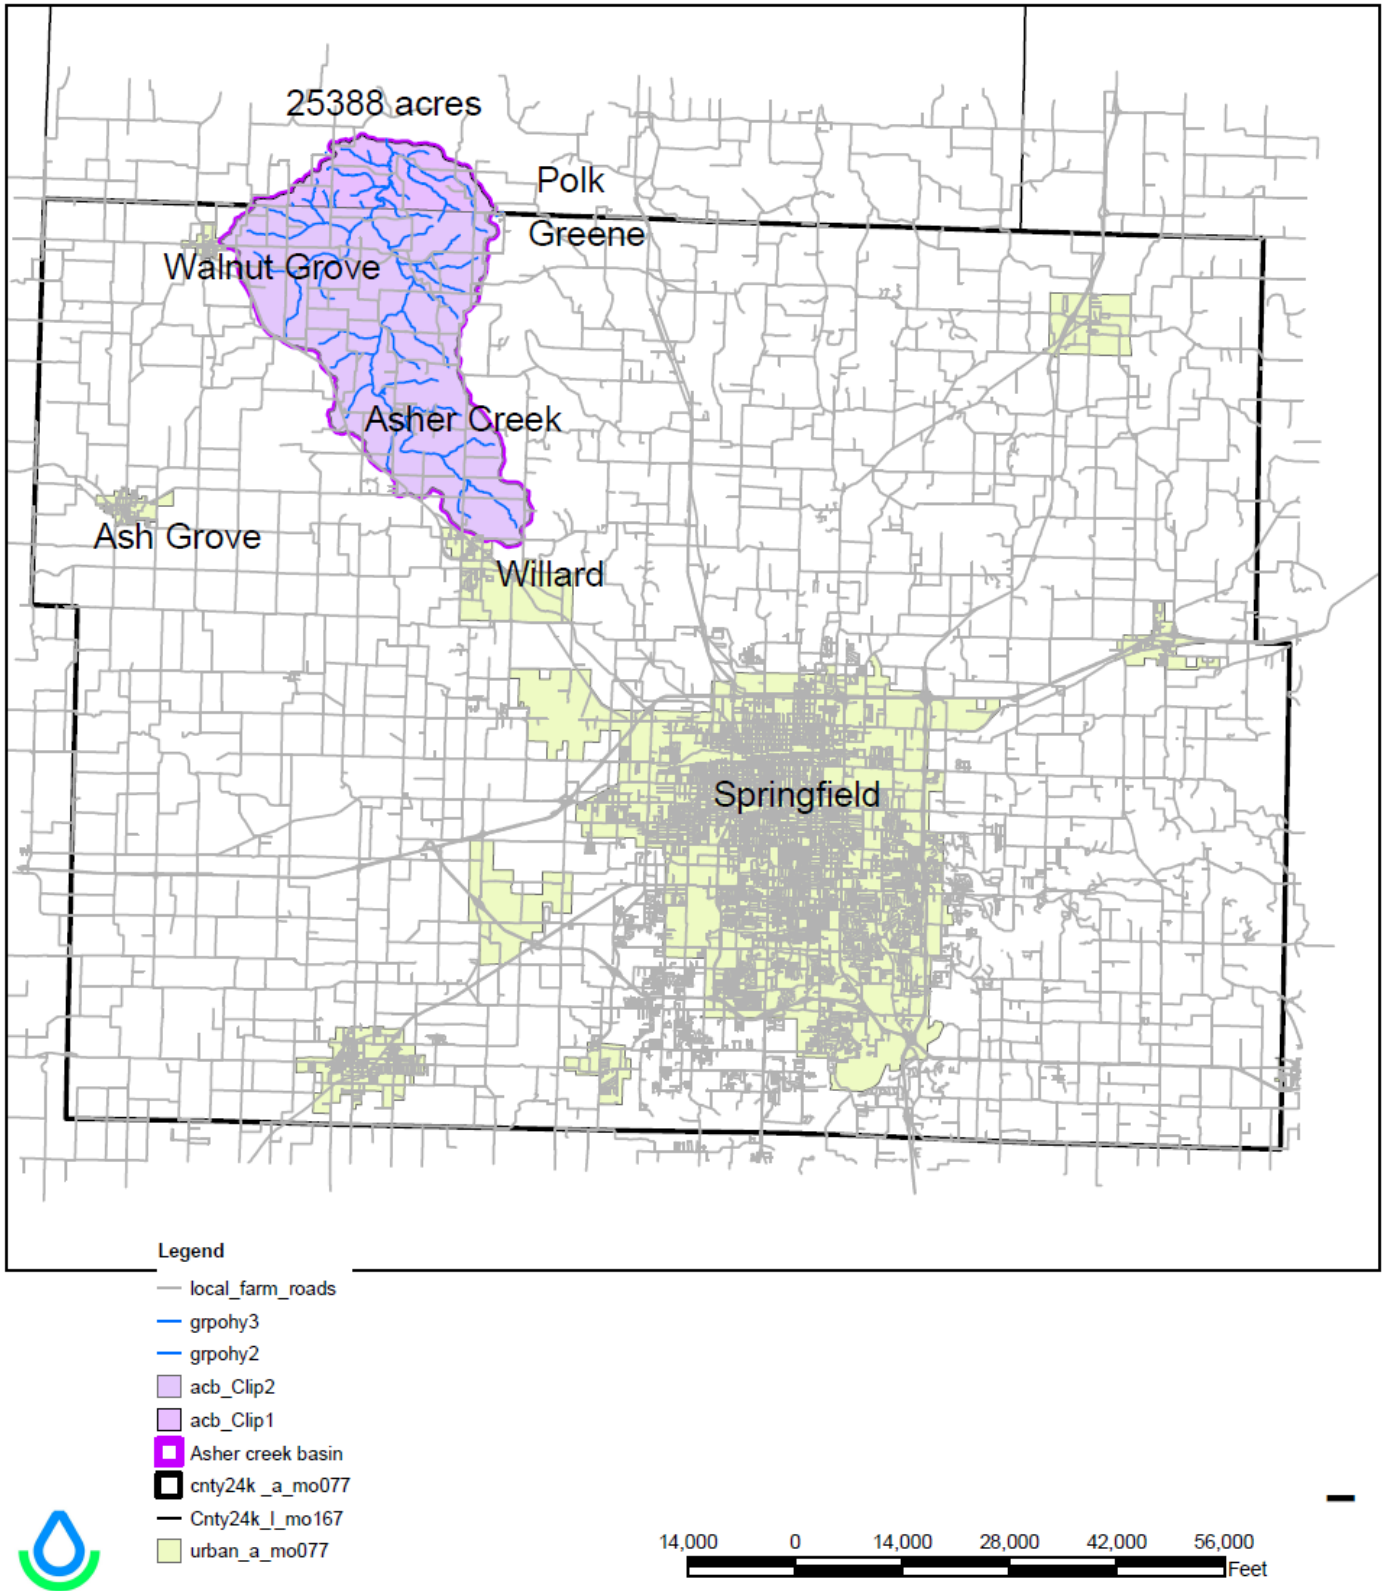 25388 acres
Polk
Greene
Walnut Grove
Asher Creek
Ash Grove
Willard
Springfield
Legend
local_farm_roads
grpohy3
grpohy2
acb_Clip2
acb_Clip1
Asher creek basin
cnty24k _a_mo077
Cnty24k_l_mo167
urban_a_mo077
14,000 0 14,000 28,000 42,000 56,000
Feet